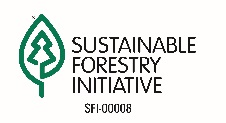 SUSTAINABLE
FORESTRY
INITIATIVE
SFI-00008